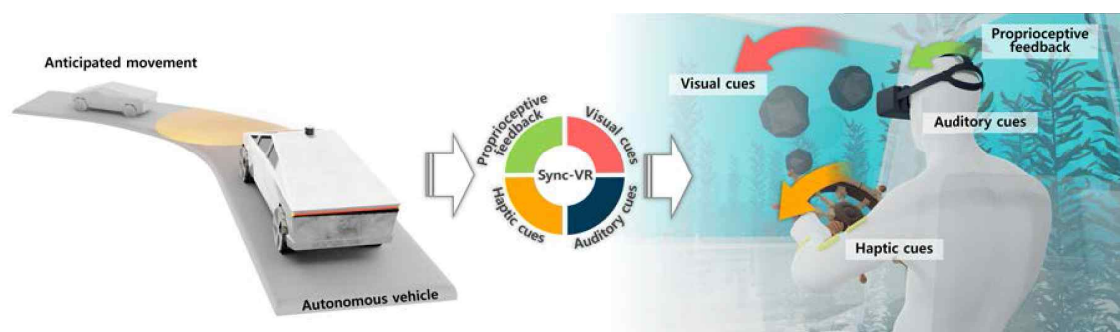 Anticipated movement
Autonomous vehicle
Proprioceptive
feedback
Visual cues
Sync-VR
Haptic cues
Auditory cues
Visual cues
Proprioceptive
feedback
Auditory cues
Haptic cues